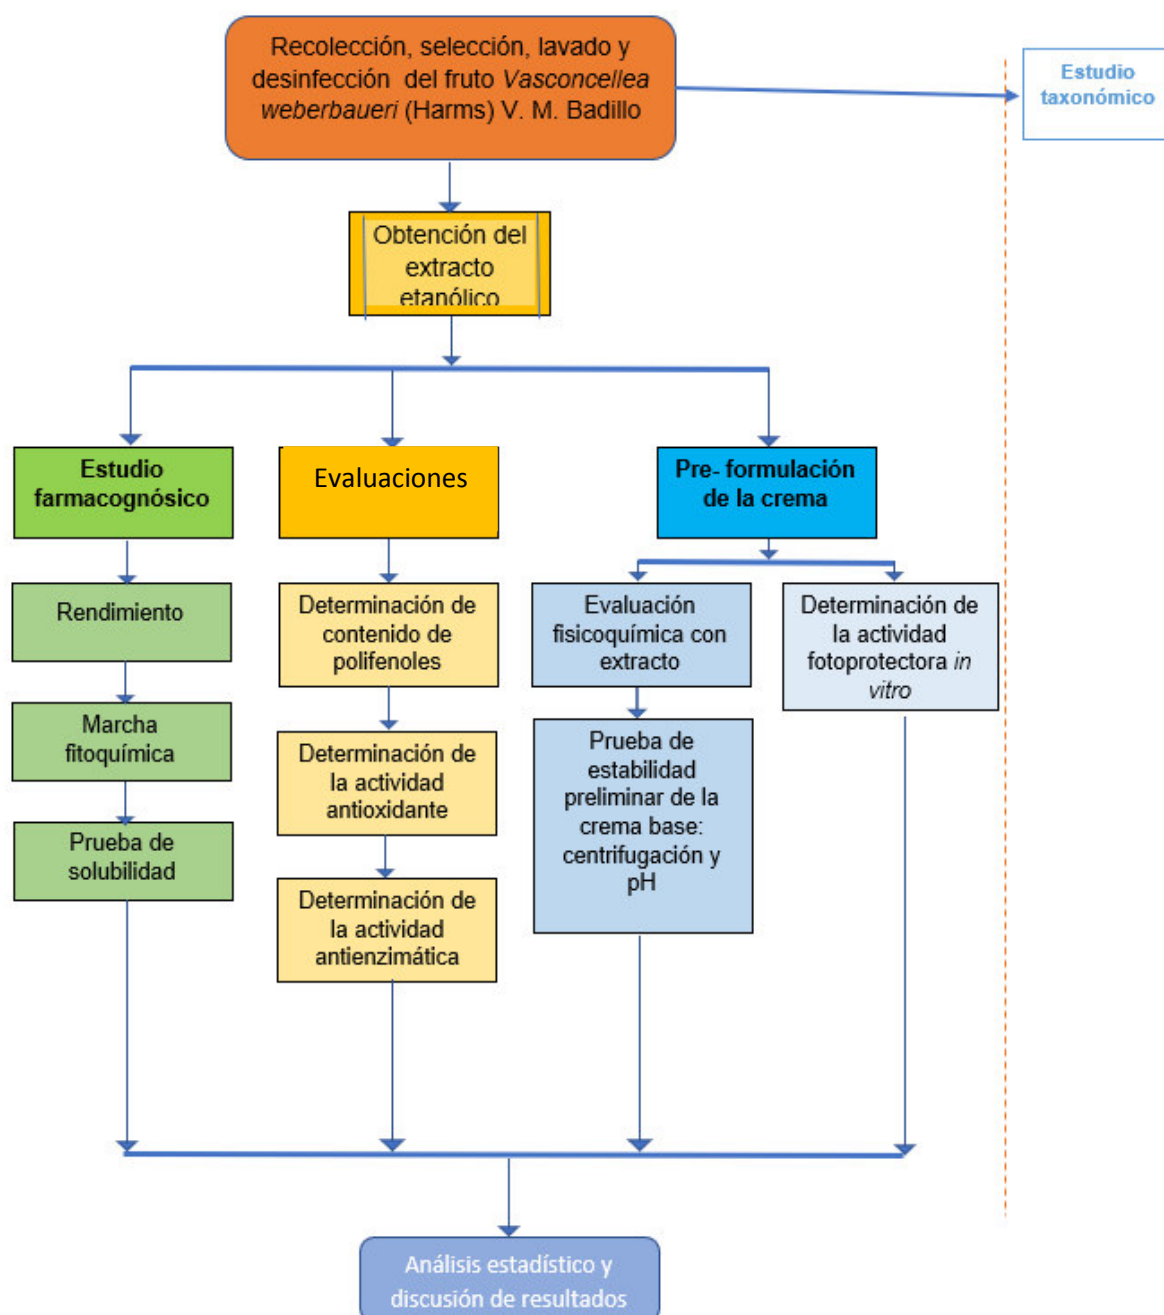 Recolección, selección, lavado y
desinfección del fruto Vasconcellea
weberbaueri (Harms) V. M. Badillo
Estudio
taxonómico
Obtención del
extracto
etanólico
Estudio
farmacognósico
Evaluaciones
Pre- formulación
de la crema
Rendimiento
Marcha
fitoquímica
Prueba de
solubilidad
Determinación de
contenido de
polifenoles
Determinación de
la actividad
antioxidante
Determinación de
la actividad
antienzimática
Evaluación
fisicoquímica con
extracto
Prueba de
estabilidad
preliminar de la
crema base:
centrifugación y
pH
Determinación de
la actividad
fotoprotectora in
vitro
Análisis estadístico y
discusión de resultados